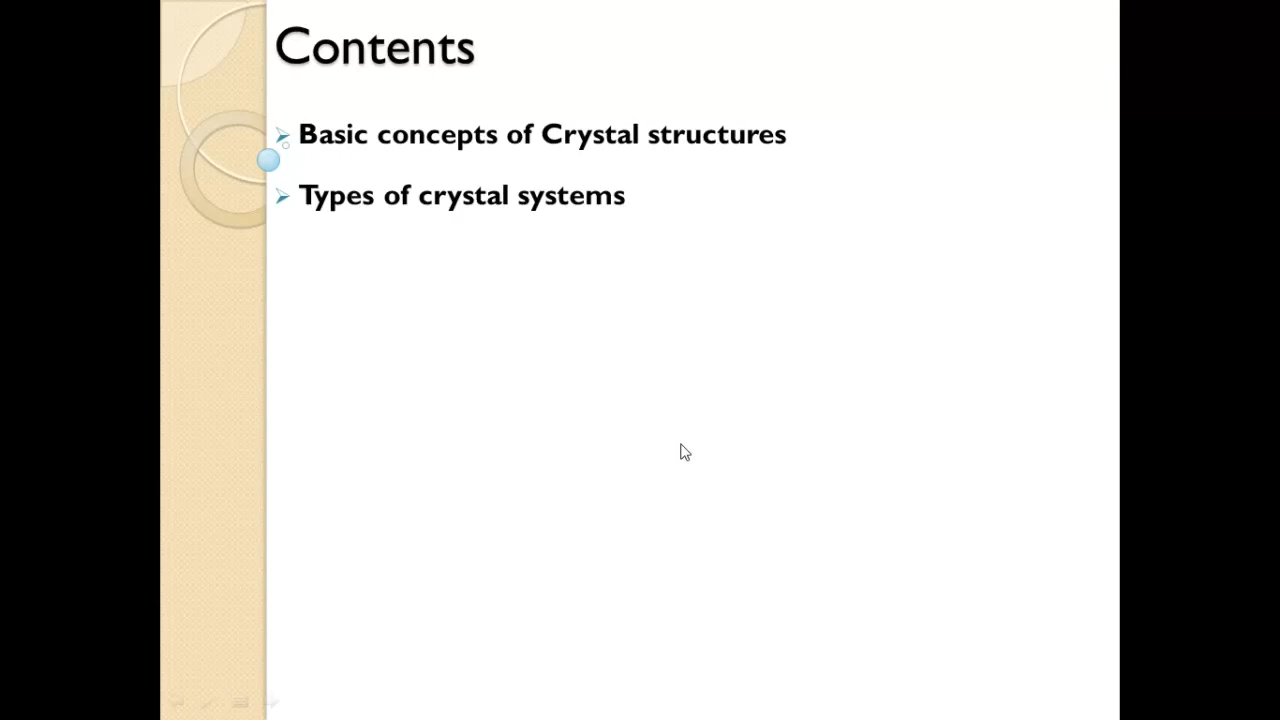 Contents
Basic concepts of Crystal structures
Types of crystal systems